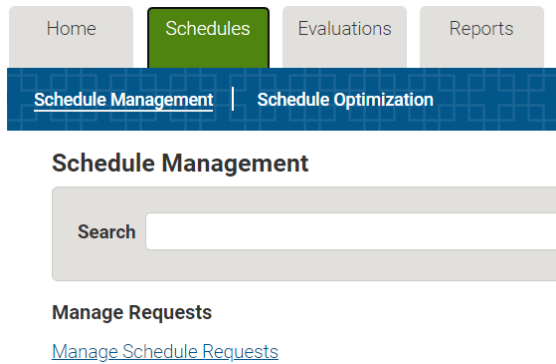 Home Schedules Evaluations Reports
Schedule Management Schedule Optimization
Schedule Management
Search
Manage Requests
Manage Schedule Requests